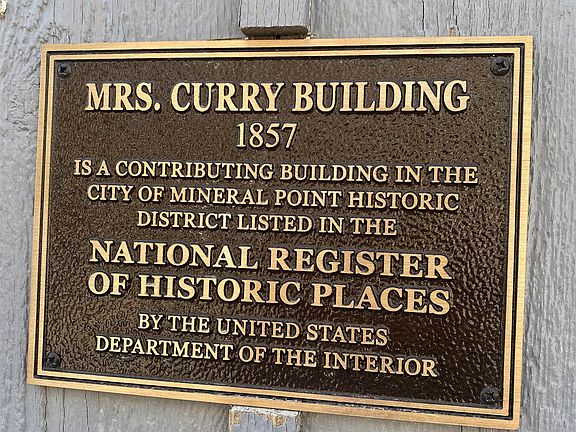 MRS. CURRY BUILDING
1857
IS A CONTRIBUTING BUILDING IN THE
CITY OF MINERAL POINT HISTORIC
DISTRICT LISTED IN THE
NATIONAL REGISTER
OF HISTORIC PLACES
BY THE UNITED STATES
DEPARTMENT OF THE INTERIOR